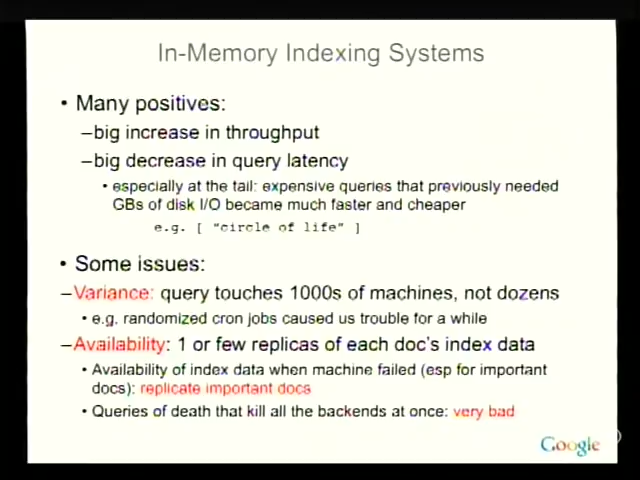 In-Memory Indexing Systems
• Many positives:
–big increase in throughput
–big decrease in query latency
• especially at the tail: expensive queries that previously needed
GBs of disk I/O became much faster and cheaper
e.g. [ "circle of life" ]
• Some issues:
–Variance: query touches 1000s of machines, not dozens
• e.g. randomized cron jobs caused us trouble for a while
–Availability: 1 or few replicas of each doc's index data
• Availability of index data when machine failed (esp for important
docs): replicate important docs
• Queries of death that kill all the backends at once: very bad
Google